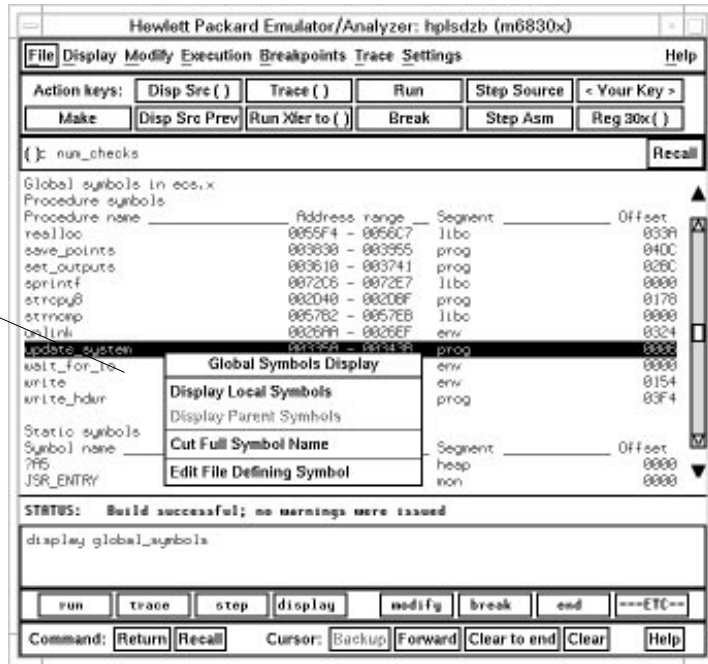 Hewlett Packard Emulator/Analyzer: hplsdzb (m6830x)
File Display Modify Execution Breakpoints Trace Settings Help
Action keys: Disp Src ( ) Trace ( ) Run Step Source < Your Key >
Make Disp Src Prev Run Xfer to ( ) Break Step Asm Reg 30x ( )
( ): num_checks Recall
Global symbols in ecs.x
Procedure symbols
Procedure name Address range Segment Offset
realloc 0055F4 - 0056C7 libc 033A
save_points 003830 - 003955 prog 04DC
set_outputs 003610 - 003741 prog 02BC
sprintf 0072C6 - 0072E7 libc 0000
strcpy8 002D40 - 002DBF prog 0178
strncmp 0057B2 - 0057EB libc 0000
unlink 0026AA - 0026EF env 0324
update_system prog 0000
wait_for_io env 0000
write env 0154
write_hdwr prog 03F4
Global Symbols Display
Display Local Symbols
Display Parent Symbols
Cut Full Symbol Name
Edit File Defining Symbol
Static symbols
Symbol name Segment Offset
?A5 heap 0000
JSR_ENTRY mon 0000
STATUS: Build successful; no warnings were issued
display global_symbols
run trace step display modify break end ---ETC--
Command: Return Recall Cursor: Backup Forward Clear to end Clear Help